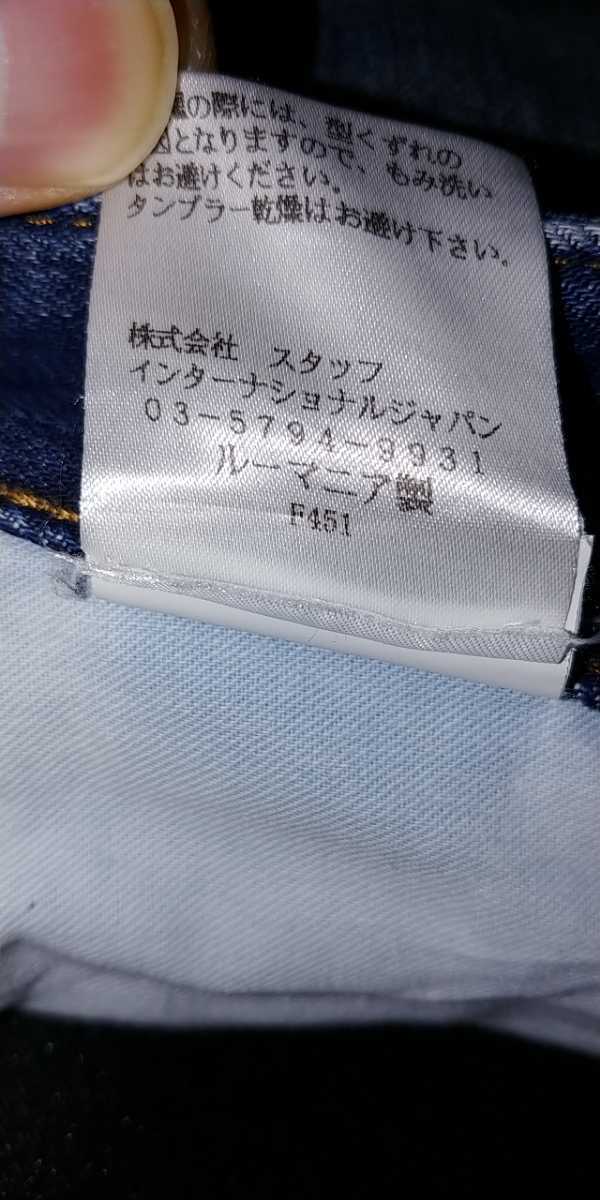 の際には、型くずれの
因となりますので、もみ洗い
はお避けください。
タンブラー乾燥はお避け下さい。
株式会社 スタッフ
インターナショナルジャパン
03-5794-9931
ルーマニア製
F451